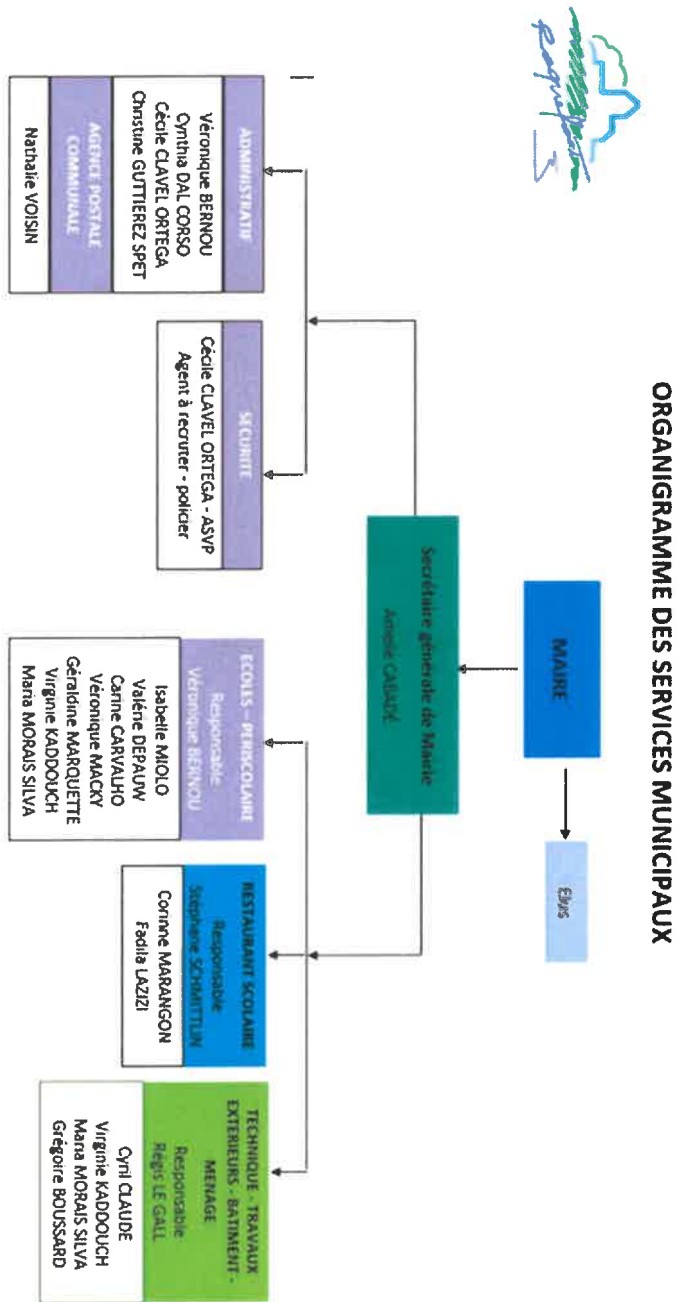 ORGANIGRAMME DES SERVICES MUNICIPAUX
MAIRE
Elus
Secrétaire générale de Mairie
Amélie CABADÉ
ADMINISTRATIF
Véronique BERNOU
Cynthia DAL CORSO
Cécile CLAVEL ORTEGA
Christine GUTTIEREZ SPET
AGENCE POSTALE
COMMUNALE
Nathalie VOISIN
SECURITE
Cécile CLAVEL ORTEGA - ASVP
Agent à recruter - policier
ECOLES – PERISCOLAIRE
Responsable
Véronique BERNOU
Isabelle MIOLO
Valérie DEPAUW
Carine CARVALHO
Véronique MACKY
Géraldine MARQUETTE
Virginie KADDOUCH
Maria MORAIS SILVA
RESTAURANT SCOLAIRE
Responsable
Stéphane SCHMITTLIN
Corinne MARANGON
Fadila LAZIZI
TECHNIQUE - TRAVAUX
EXTERIEURS - BATIMENT -
MENAGE
Responsable
Régis LE GALL
Cyril CLAUDE
Virginie KADDOUCH
Maria MORAIS SILVA
Grégoire BOUSSARD